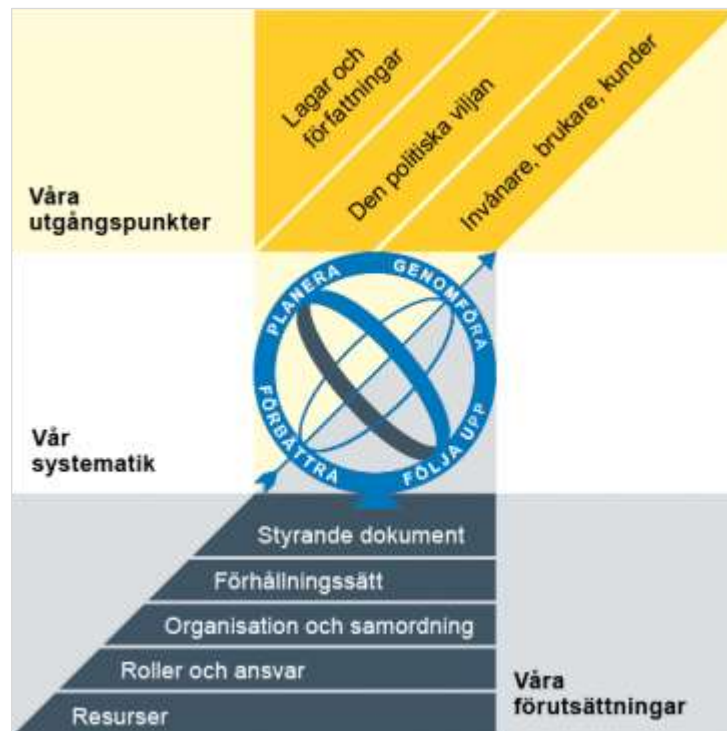 Lagar och
författningar
Den politiska viljan
Invånare, brukare, kunder
Våra
utgångspunkter
PLANERA
GENOMFÖRA
FÖLJA UPP
FÖRBÄTTRA
Vår
systematik
Styrande dokument
Förhållningssätt
Organisation och samordning
Roller och ansvar
Resurser
Våra
förutsättningar